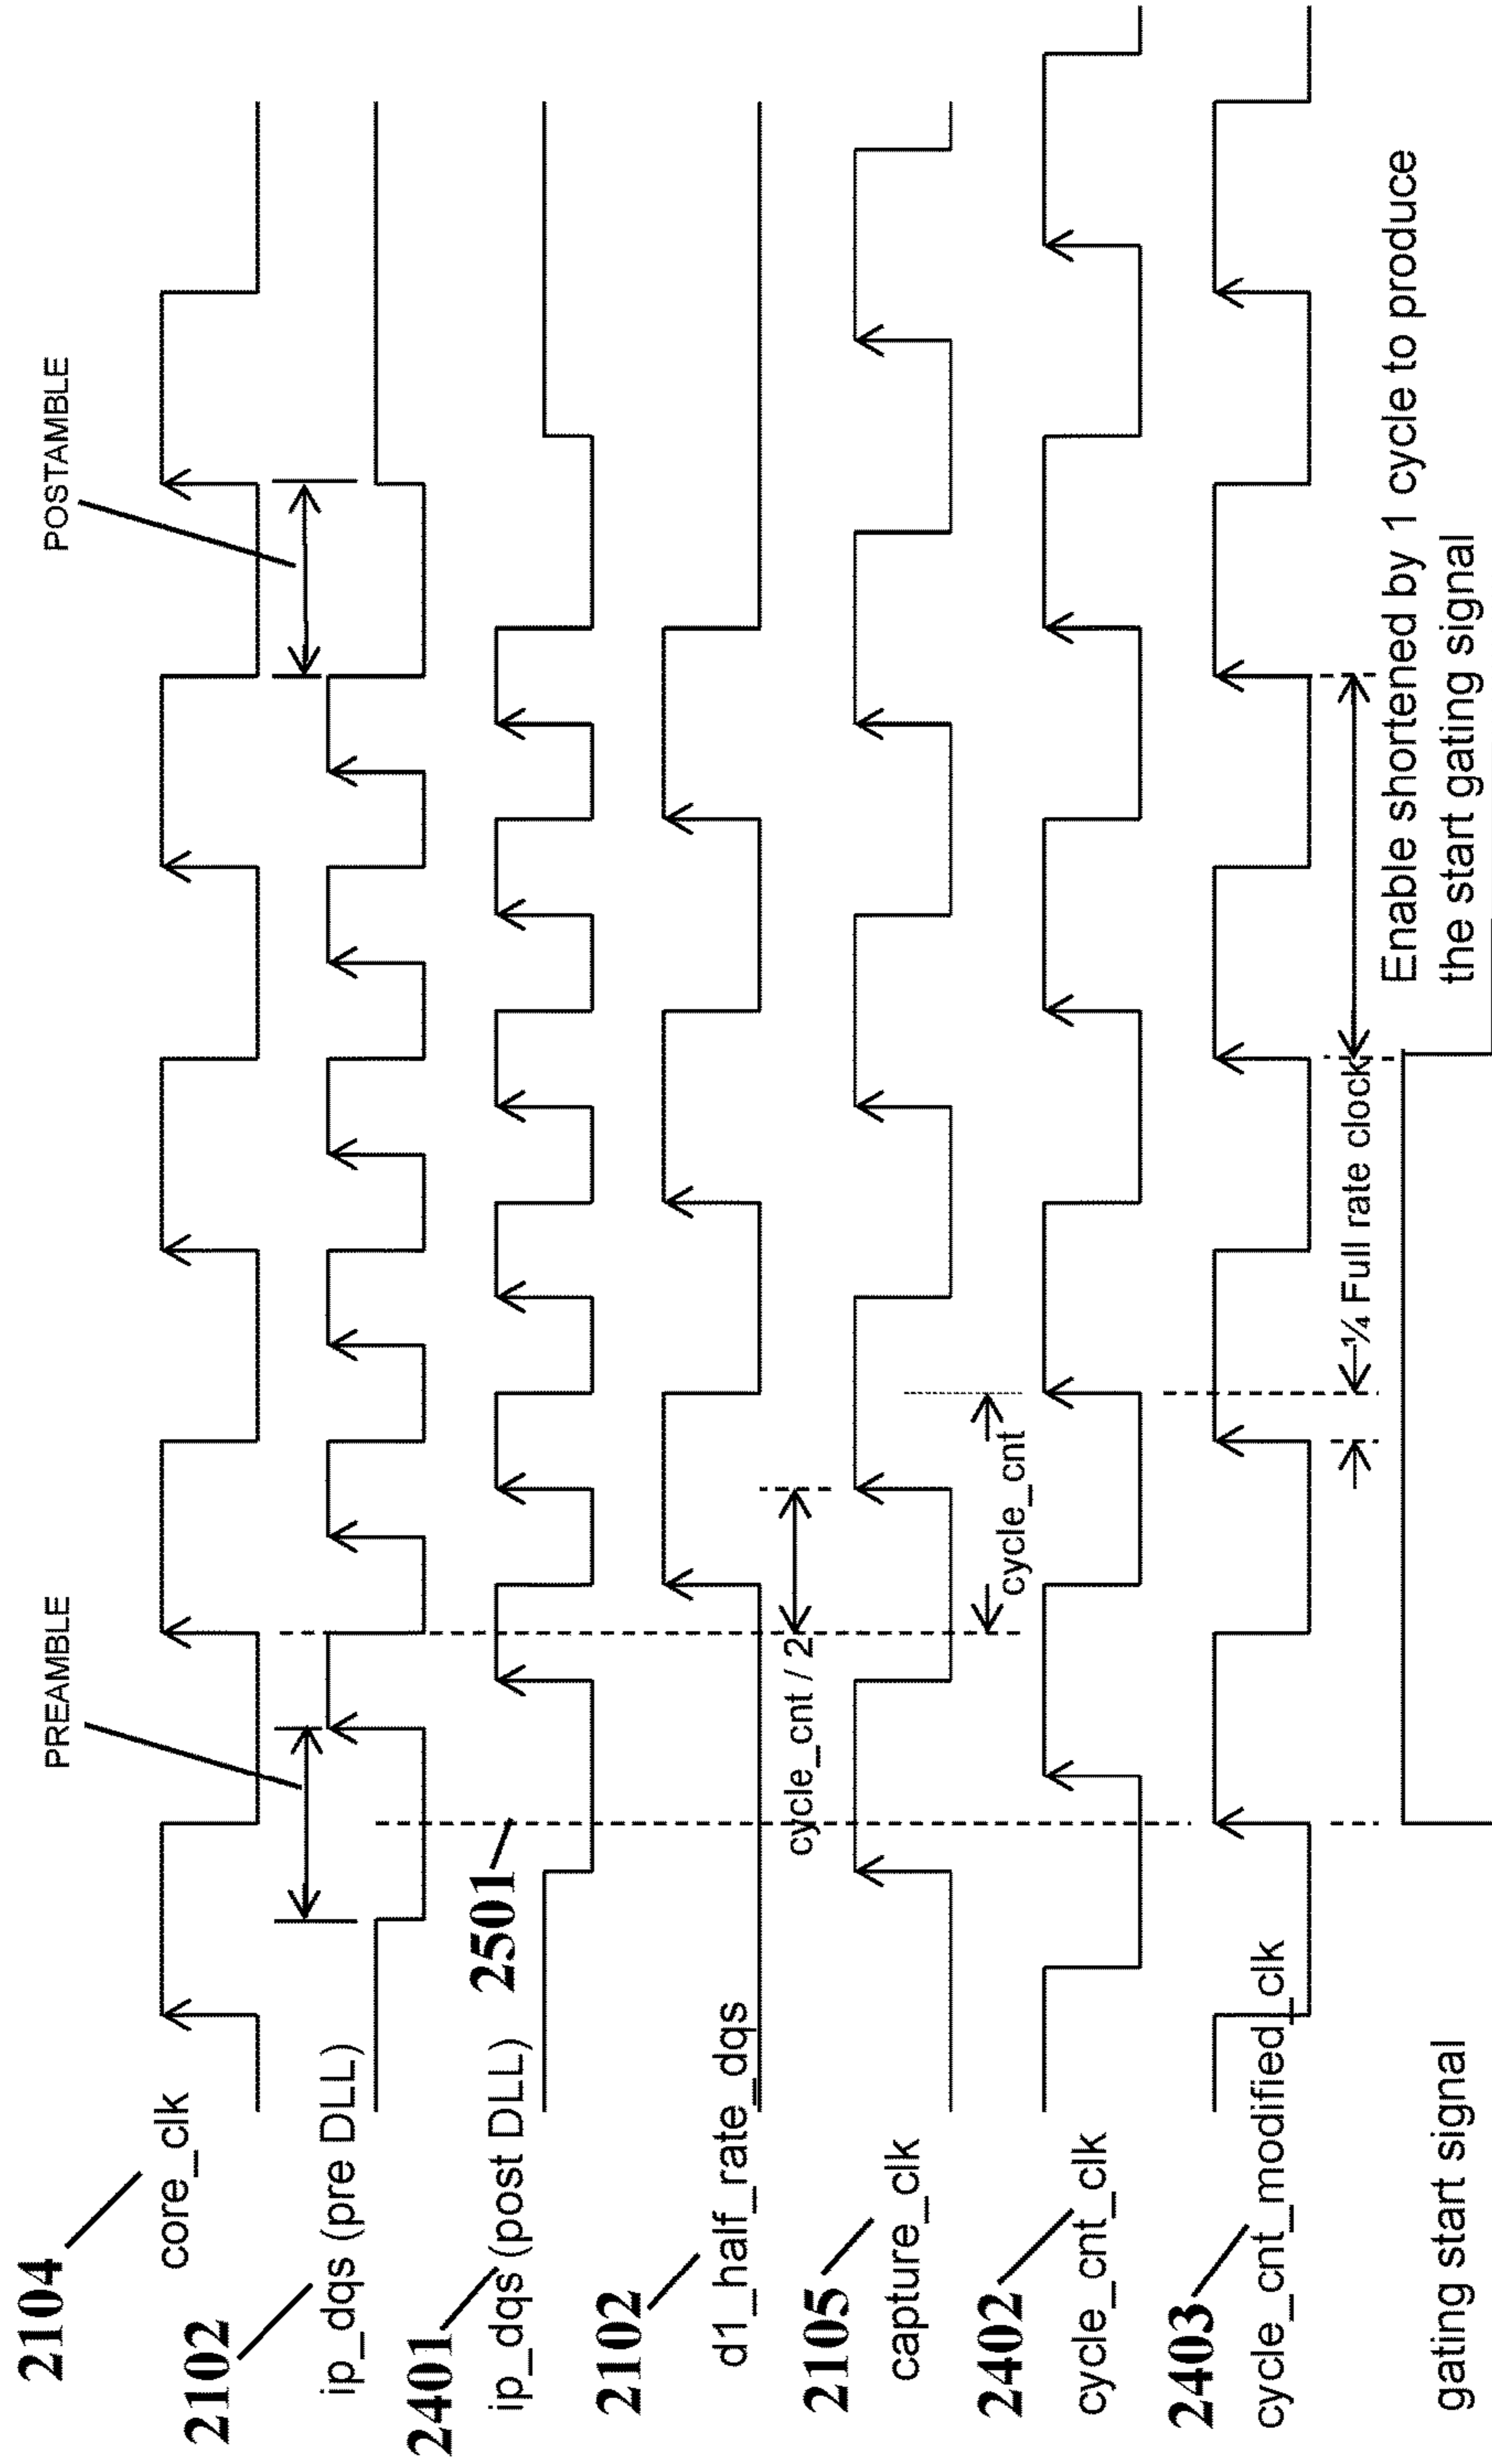 POSTAMBLE
PREAMBLE
2104
core_clk
2102
ip_dqs (pre DLL)
2401
ip_dqs (post DLL)
2501
2102
d1_half_rate_dqs
cycle_cnt / 2
2105
capture_clk
cycle_cnt
2402
cycle_cnt_clk
2403
cycle_cnt_modified_clk
¼ Full rate clock
Enable shortened by 1 cycle to produce
the start gating signal
gating start signal